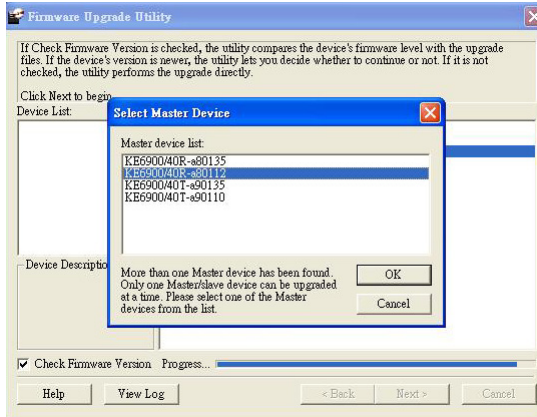 Firmware Upgrade Utility
If Check Firmware Version is checked, the utility compares the device's firmware level with the upgrade
files. If the device's version is newer, the utility lets you decide whether to continue or not. If it is not
checked, the utility performs the upgrade directly.
Click Next to begin
Device List:
Select Master Device
Master device list:
KE6900/40R-a80135
KE6900/40R-a80112
KE6900/40T-a90135
KE6900/40T-a90110
More than one Master device has been found.
Only one Master/slave device can be upgraded
at a time. Please select one of the Master
devices from the list.
OK
Cancel
Device Descriptio
Check Firmware Version Progress...
Help View Log < Back Next > Cancel